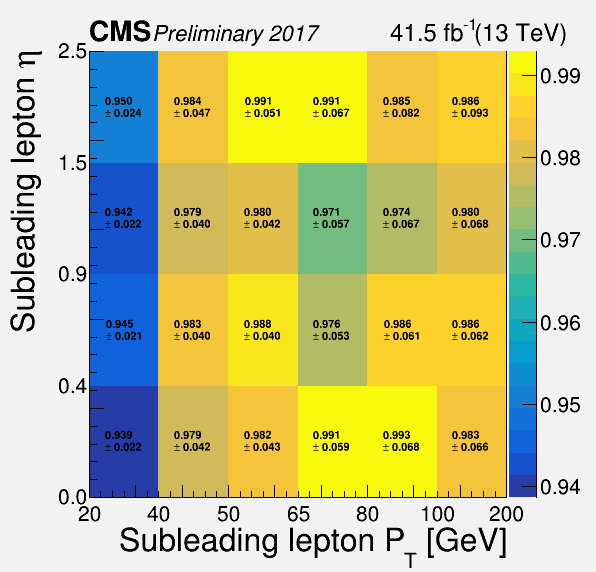 CMS Preliminary 2017 41.5 fb⁻¹(13 TeV)
Subleading lepton η
2.5
1.5
0.9
0.4
0.0
0.950 0.984 0.991 0.991 0.985 0.986
± 0.024 ± 0.047 ± 0.051 ± 0.067 ± 0.082 ± 0.093
0.942 0.979 0.980 0.971 0.974 0.980
± 0.022 ± 0.040 ± 0.042 ± 0.057 ± 0.067 ± 0.068
0.945 0.983 0.988 0.976 0.986 0.986
± 0.021 ± 0.040 ± 0.040 ± 0.053 ± 0.061 ± 0.062
0.939 0.979 0.982 0.991 0.993 0.983
± 0.022 ± 0.042 ± 0.043 ± 0.059 ± 0.068 ± 0.066
20 40 50 65 80 100 200
Subleading lepton P_T [GeV]
0.99
0.98
0.97
0.96
0.95
0.94